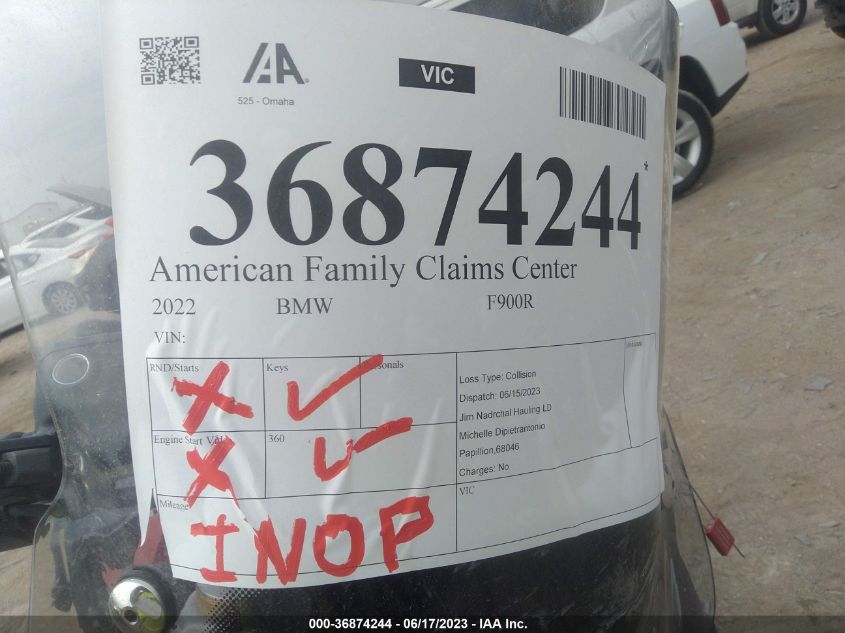 IAA
VIC
525 - Omaha
36874244*
American Family Claims Center
2022 BMW F900R
VIN:
RND/Starts X
Keys ✓
sonals
Engine Start Vid X
360 ✓
Mileage
INOP
Loss Type: Collision
Dispatch: 06/15/2023
Jim Nadrchal Hauling LD
Michelle Dipietrantonio
Papillion,68046
Charges: No
VIC
000-36874244 - 06/17/2023 - IAA Inc.